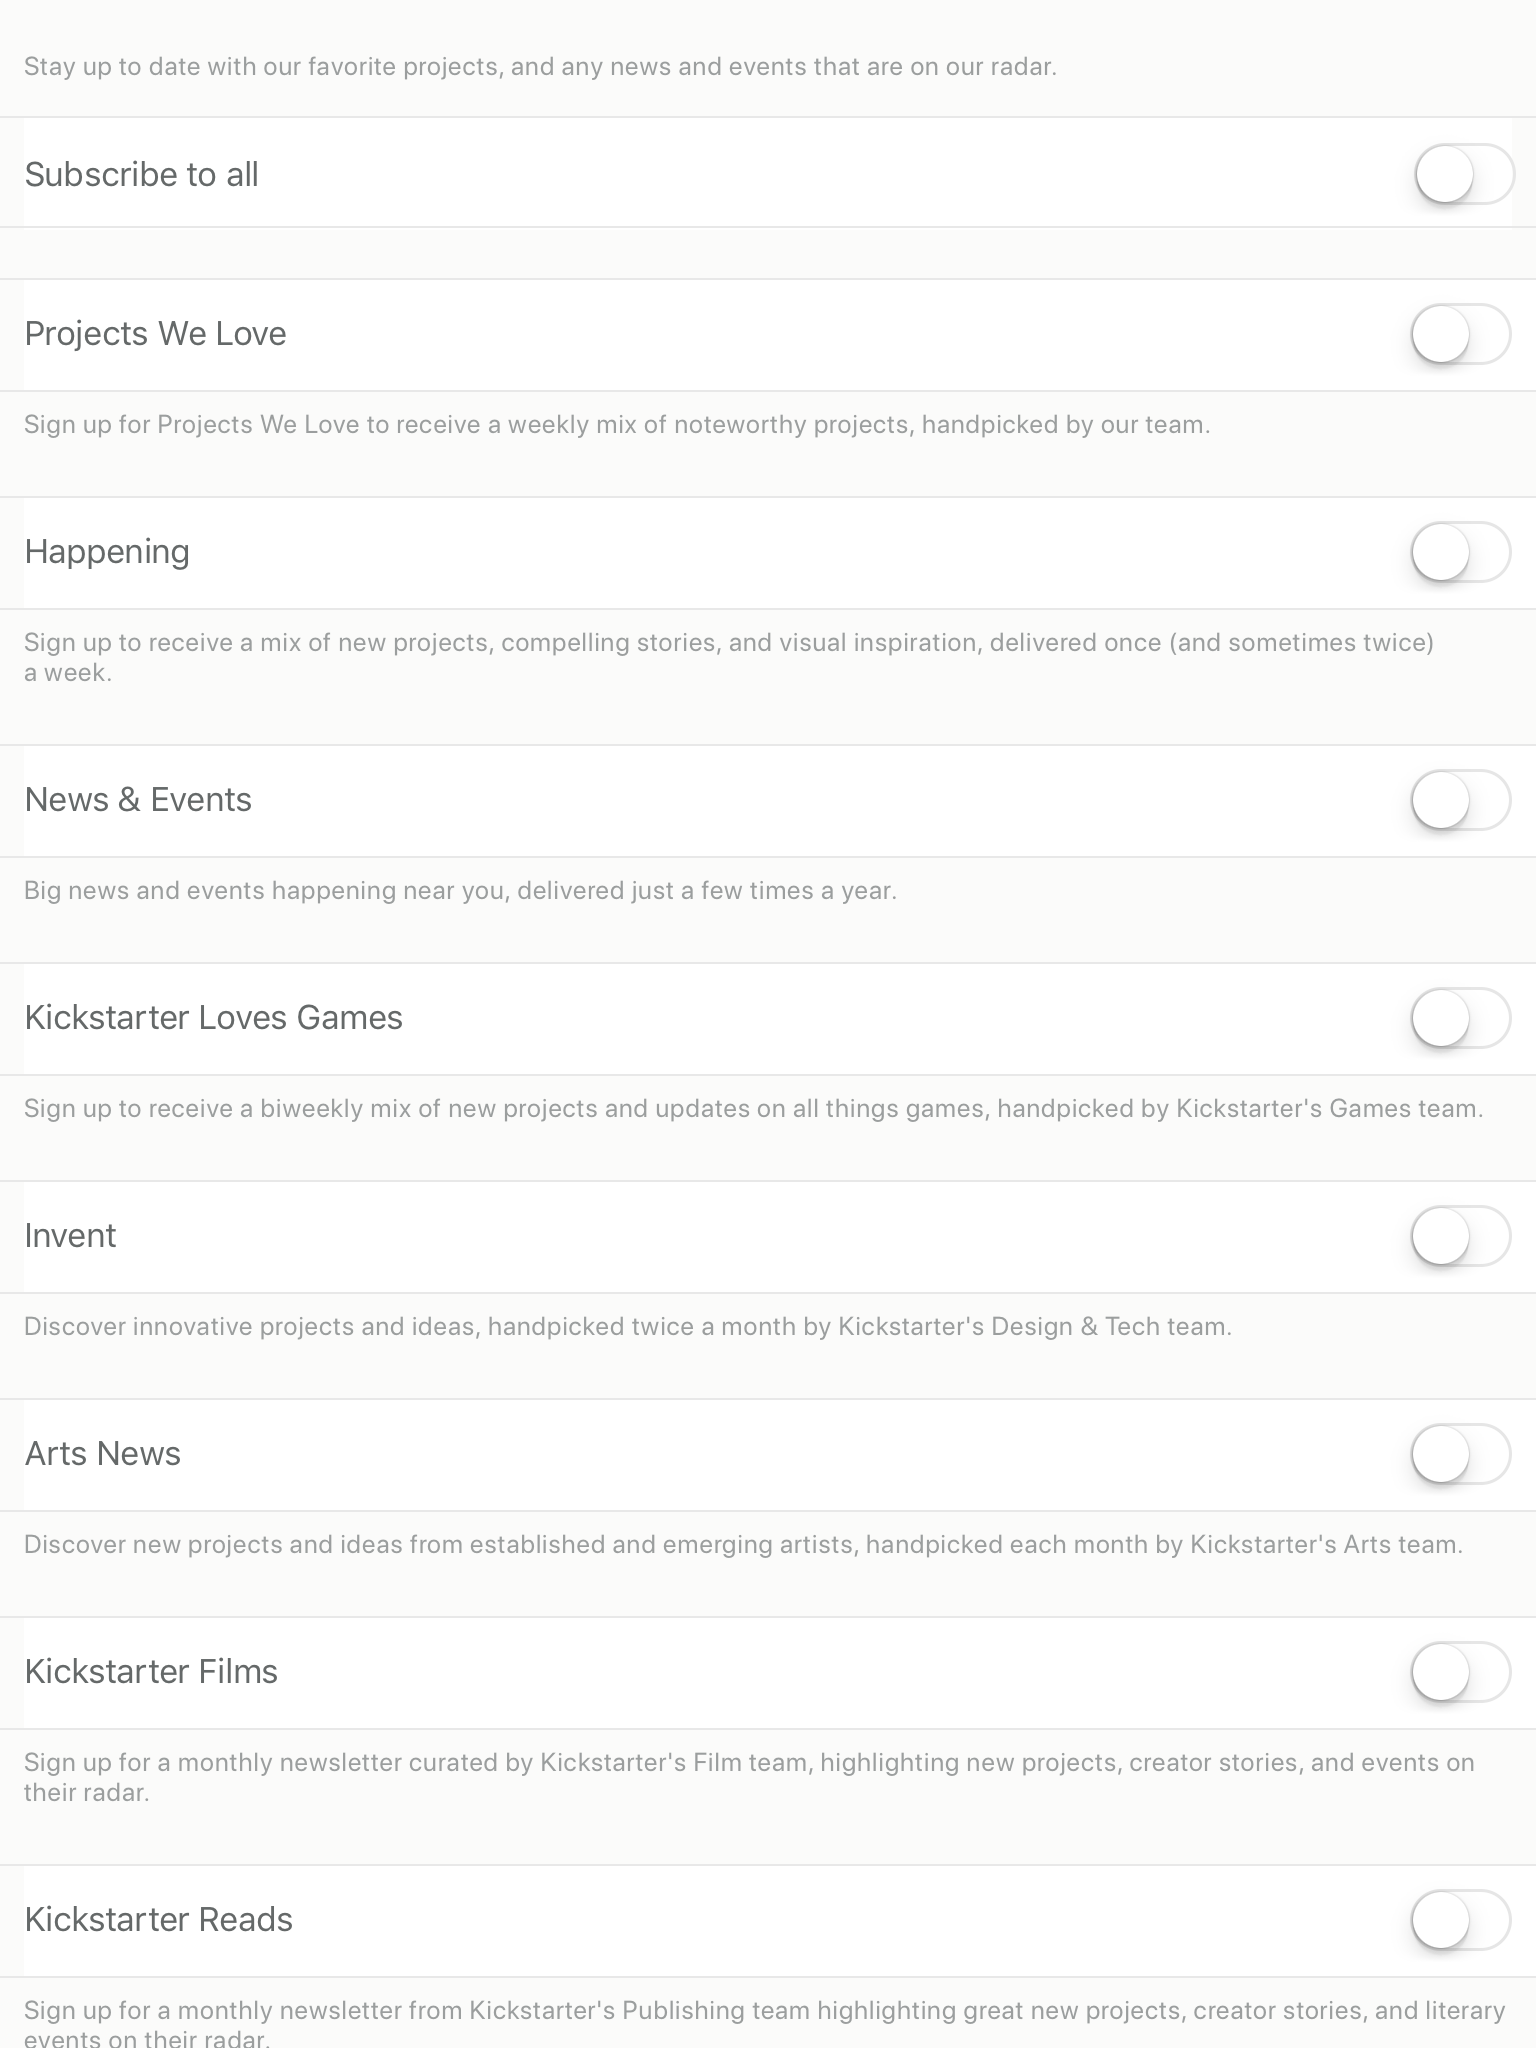 Stay up to date with our favorite projects, and any news and events that are on our radar.
Subscribe to all
Projects We Love
Sign up for Projects We Love to receive a weekly mix of noteworthy projects, handpicked by our team.
Happening
Sign up to receive a mix of new projects, compelling stories, and visual inspiration, delivered once (and sometimes twice)
a week.
News & Events
Big news and events happening near you, delivered just a few times a year.
Kickstarter Loves Games
Sign up to receive a biweekly mix of new projects and updates on all things games, handpicked by Kickstarter's Games team.
Invent
Discover innovative projects and ideas, handpicked twice a month by Kickstarter's Design & Tech team.
Arts News
Discover new projects and ideas from established and emerging artists, handpicked each month by Kickstarter's Arts team.
Kickstarter Films
Sign up for a monthly newsletter curated by Kickstarter's Film team, highlighting new projects, creator stories, and events on
their radar.
Kickstarter Reads
Sign up for a monthly newsletter from Kickstarter's Publishing team highlighting great new projects, creator stories, and literary
events on their radar.